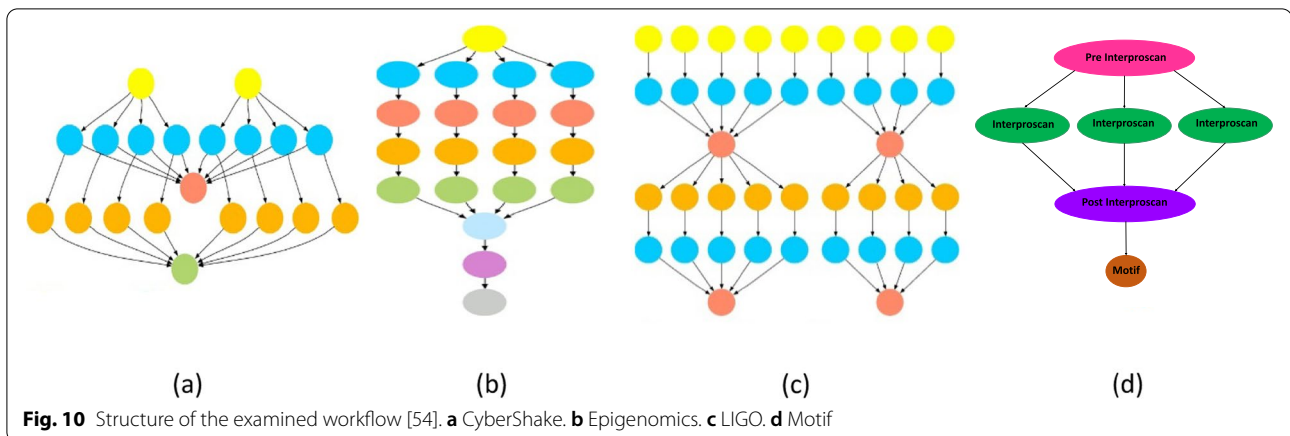 Pre Interproscan
Interproscan Interproscan Interproscan
Post Interproscan
Motif
(a) (b) (c) (d)
Fig. 10 Structure of the examined workflow [54]. a CyberShake. b Epigenomics. c LIGO. d Motif